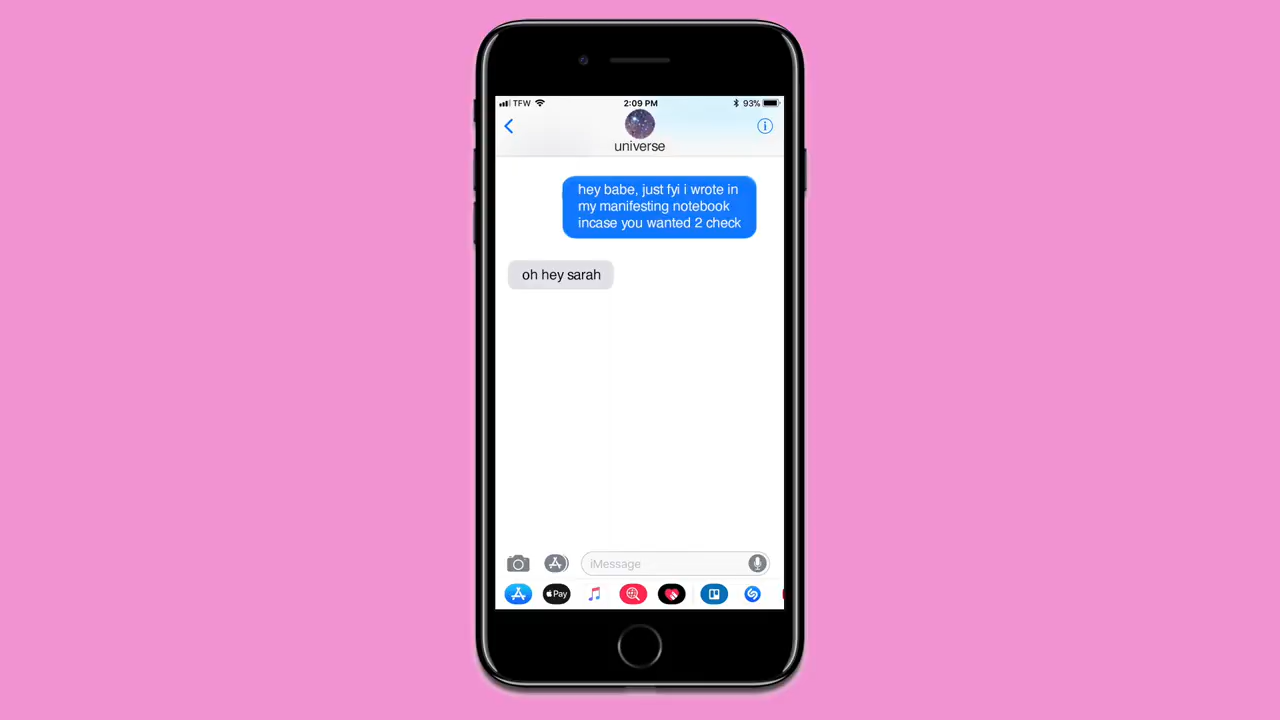 TFW 2:09 PM 93%
universe
hey babe, just fyi i wrote in
my manifesting notebook
incase you wanted 2 check
oh hey sarah
iMessage
Pay